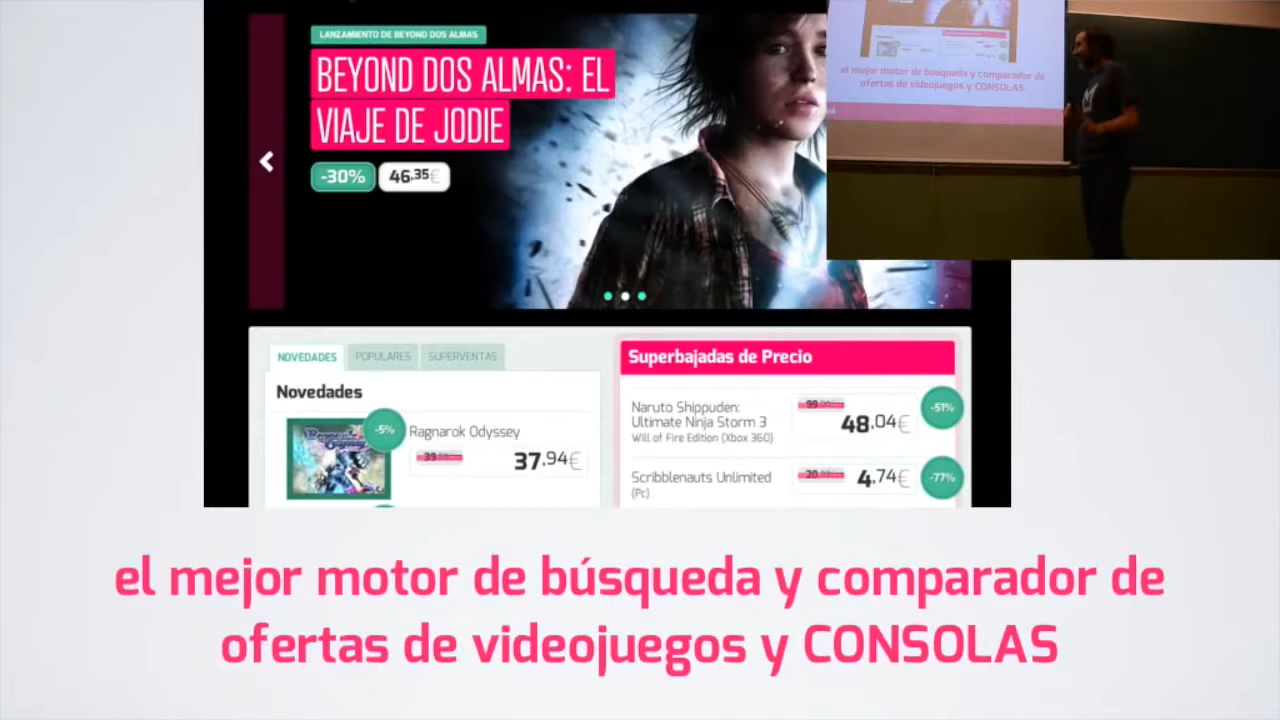 LANZAMIENTO DE BEYOND DOS ALMAS
BEYOND DOS ALMAS: EL
VIAJE DE JODIE
-30% 46,35€
el mejor motor de búsqueda y comparador de
ofertas de videojuegos y CONSOLAS
NOVEDADES POPULARES SUPERVENTAS
Novedades
-5%
Ragnarok Odyssey
37,94€
Superbajadas de Precio
Naruto Shippuden:
Ultimate Ninja Storm 3
Will of Fire Edition (Xbox 360)
48,04€
-51%
Scribblenauts Unlimited
(Pc)
4,74€
-77%
el mejor motor de búsqueda y comparador de
ofertas de videojuegos y CONSOLAS